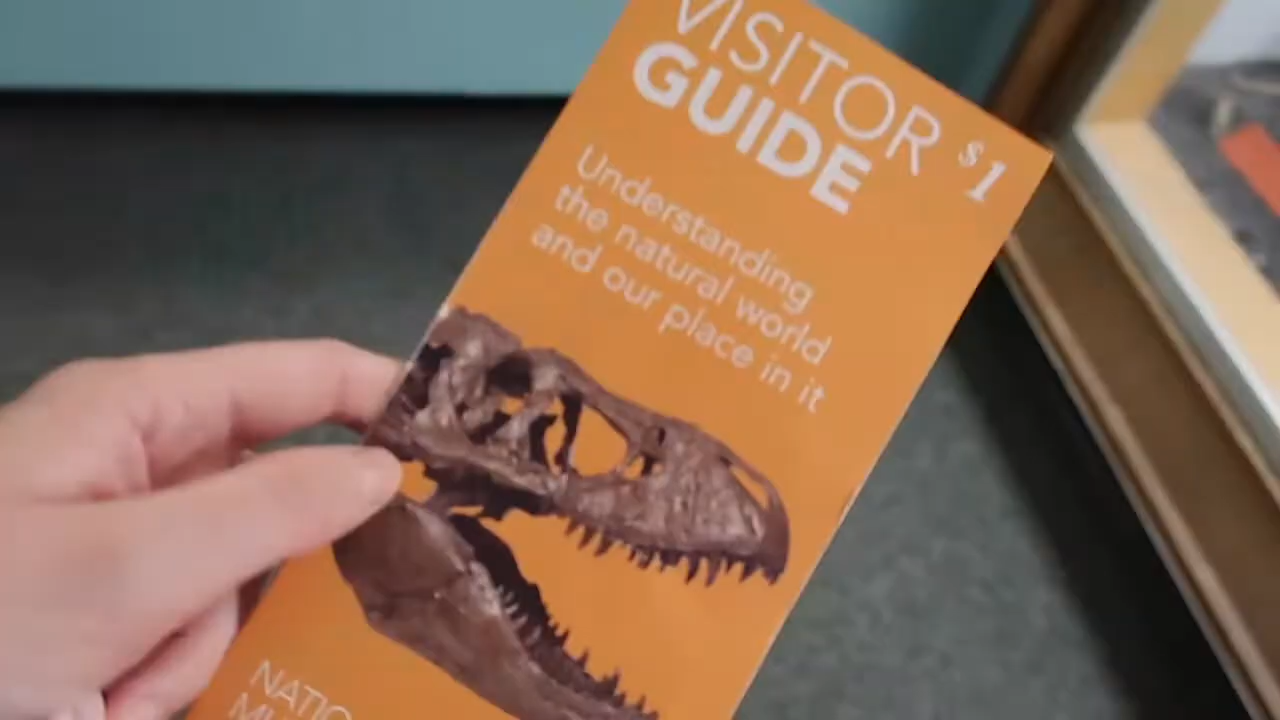 VISITOR
GUIDE
$1
Understanding
the natural world
and our place in it
NATIO
MU